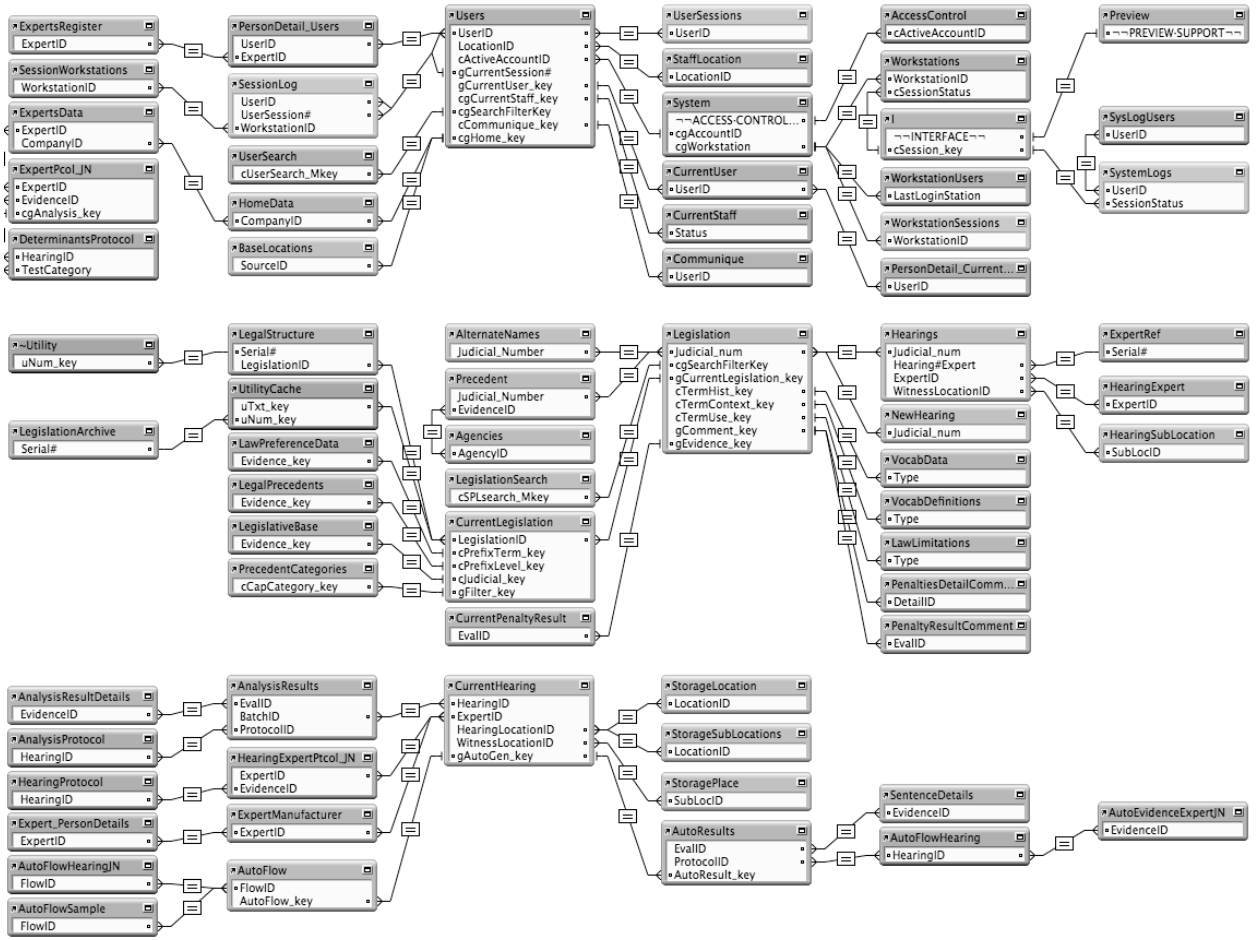 ExpertsRegister
ExpertID
SessionWorkstations
WorkstationID
ExpertsData
ExpertID
CompanyID
ExpertPcol_JN
ExpertID
EvidenceID
cgAnalysis_key
DeterminantsProtocol
HearingID
TestCategory
PersonDetail_Users
UserID
ExpertID
SessionLog
UserID
UserSession#
WorkstationID
UserSearch
cUserSearch_Mkey
HomeData
CompanyID
BaseLocations
SourceID
Users
UserID
LocationID
cActiveAccountID
gCurrentSession#
gCurrentUser_key
cgCurrentStaff_key
cgSearchFilterKey
cCommunique_key
cgHome_key
UserSessions
UserID
StaffLocation
LocationID
System
¬¬ACCESS-CONTROL...
cgAccountID
cgWorkstation
CurrentUser
UserID
CurrentStaff
Status
Communique
UserID
AccessControl
cActiveAccountID
Workstations
WorkstationID
cSessionStatus
I
¬¬INTERFACE¬¬
cSession_key
WorkstationUsers
LastLoginStation
WorkstationSessions
WorkstationID
PersonDetail_Current...
UserID
Preview
¬¬PREVIEW-SUPPORT¬¬
SysLogUsers
UserID
SystemLogs
UserID
SessionStatus
~Utility
uNum_key
LegislationArchive
Serial#
LegalStructure
Serial#
LegislationID
UtilityCache
uTxt_key
uNum_key
LawPreferenceData
Evidence_key
LegalPrecedents
Evidence_key
LegislativeBase
Evidence_key
PrecedentCategories
cCapCategory_key
AlternateNames
Judicial_Number
Precedent
Judicial_Number
EvidenceID
Agencies
AgencyID
LegislationSearch
cSPLsearch_Mkey
CurrentLegislation
LegislationID
cPrefixTerm_key
cPrefixLevel_key
cJudicial_key
gFilter_key
CurrentPenaltyResult
EvalID
Legislation
Judicial_num
cgSearchFilterKey
gCurrentLegislation_key
cTermHist_key
cTermContext_key
cTermUse_key
gComment_key
gEvidence_key
Hearings
Judicial_num
Hearing#Expert
ExpertID
WitnessLocationID
NewHearing
Judicial_num
VocabData
Type
VocabDefinitions
Type
LawLimitations
Type
PenaltiesDetailComm...
DetailID
PenaltyResultComment
EvalID
ExpertRef
Serial#
HearingExpert
ExpertID
HearingSubLocation
SubLocID
AnalysisResultDetails
EvidenceID
AnalysisProtocol
HearingID
HearingProtocol
HearingID
Expert_PersonDetails
ExpertID
AutoFlowHearingJN
FlowID
AutoFlowSample
FlowID
AnalysisResults
EvalID
BatchID
ProtocolID
HearingExpertPtcol_JN
ExpertID
EvidenceID
ExpertManufacturer
ExpertID
AutoFlow
FlowID
AutoFlow_key
CurrentHearing
HearingID
ExpertID
HearingLocationID
WitnessLocationID
gAutoGen_key
StorageLocation
LocationID
StorageSubLocations
LocationID
StoragePlace
SubLocID
AutoResults
EvalID
ProtocolID
AutoResult_key
SentenceDetails
EvidenceID
AutoFlowHearing
HearingID
AutoEvidenceExpertJN
EvidenceID